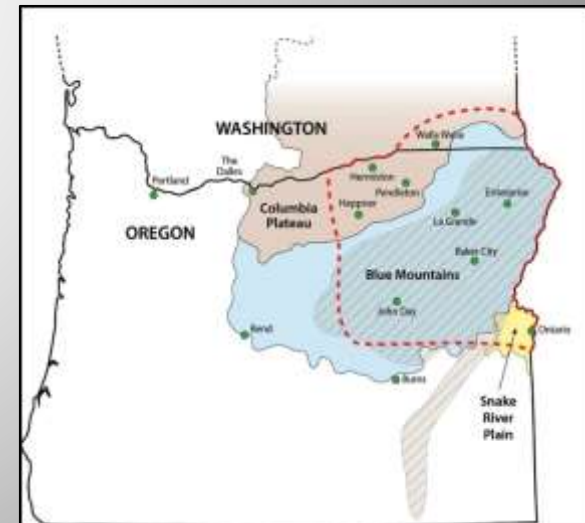 WASHINGTON
Walla Walla
The
Dalles
Portland
Hermiston
Pendleton
Columbia
Plateau
Heppner
Enterprise
La Grande
OREGON
Baker City
Blue Mountains
John Day
Bend
Ontario
Burns
Snake
River
Plain